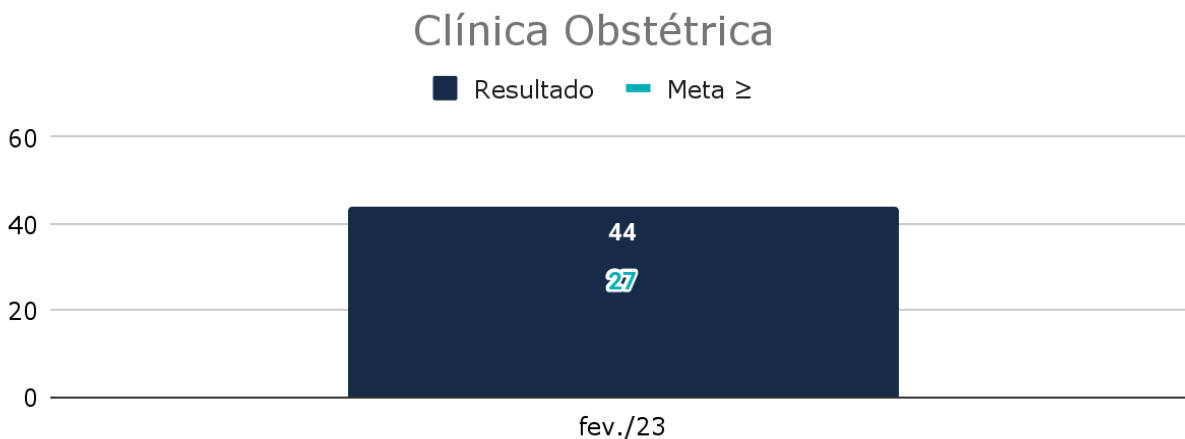 Clínica Obstétrica
Resultado Meta ≥
60
40
20
0
44
27
fev./23